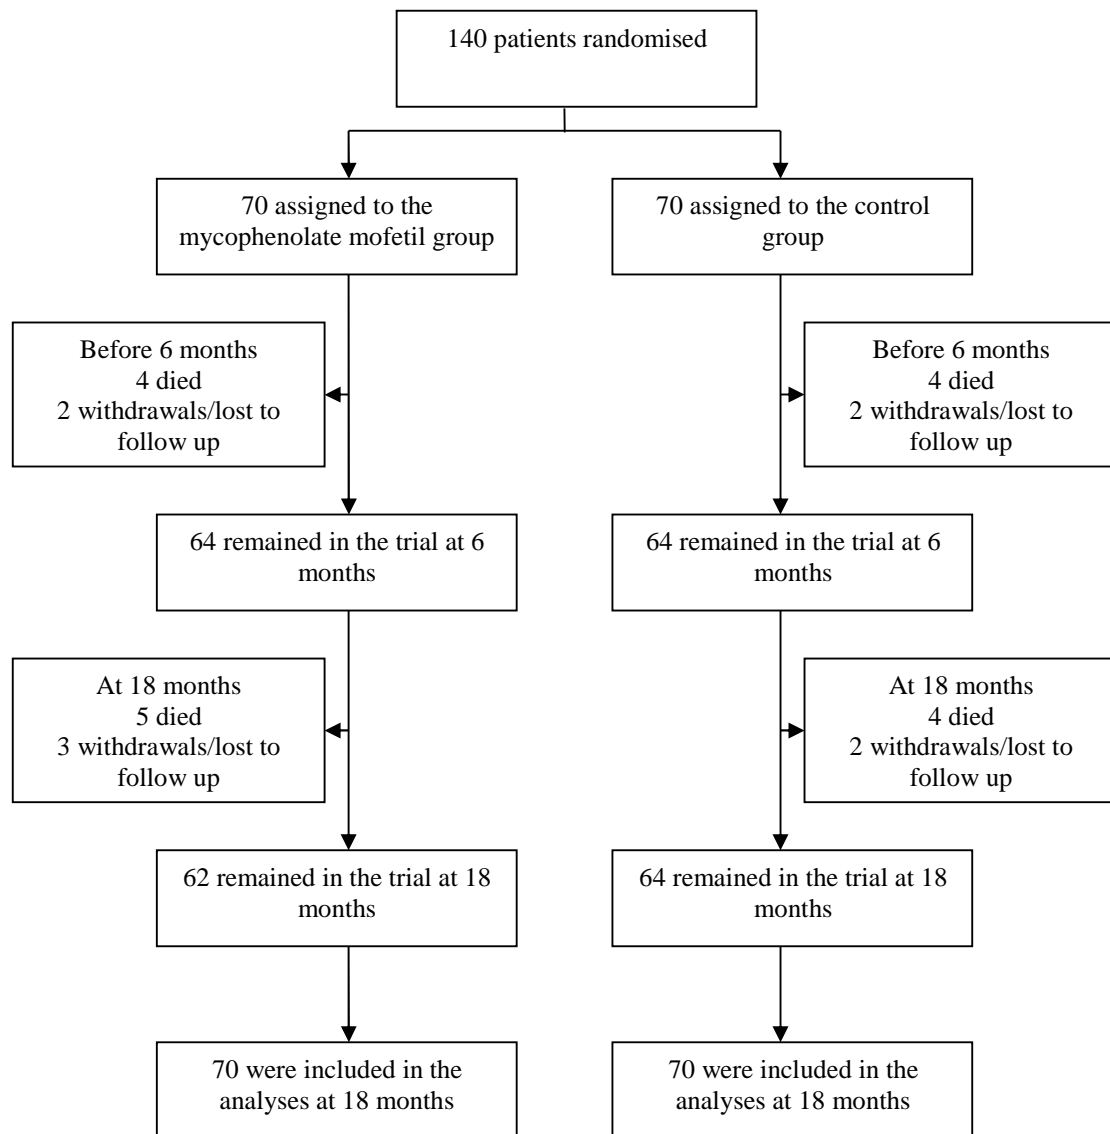 140 patients randomised
70 assigned to the
mycophenolate mofetil group
70 assigned to the control
group
Before 6 months
4 died
2 withdrawals/lost to
follow up
Before 6 months
4 died
2 withdrawals/lost to
follow up
64 remained in the trial at 6
months
64 remained in the trial at 6
months
At 18 months
5 died
3 withdrawals/lost to
follow up
At 18 months
4 died
2 withdrawals/lost to
follow up
62 remained in the trial at 18
months
64 remained in the trial at 18
months
70 were included in the
analyses at 18 months
70 were included in the
analyses at 18 months